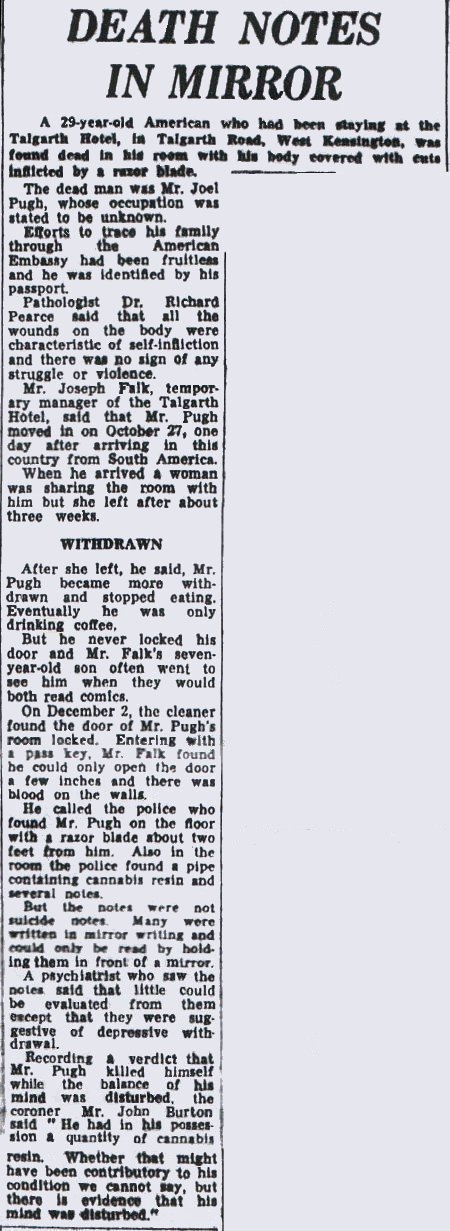 DEATH NOTES
IN MIRROR
A 29-year-old American who had been staying at the
Talgarth Hotel, in Talgarth Road, West Kensington, was
found dead in his room with his body covered with cuts
inflicted by a razor blade.
The dead man was Mr. Joel
Pugh, whose occupation was
stated to be unknown.
Efforts to trace his family
through the American
Embassy had been fruitless
and he was identified by his
passport.
Pathologist Dr. Richard
Pearce said that all the
wounds on the body were
characteristic of self-infliction
and there was no sign of any
struggle or violence.
Mr. Joseph Falk, tempor-
ary manager of the Talgarth
Hotel, said that Mr. Pugh
moved in on October 27, one
day after arriving in this
country from South America.
When he arrived a woman
was sharing the room with
him but she left after about
three weeks.
WITHDRAWN
After she left, he said, Mr.
Pugh became more with-
drawn and stopped eating.
Eventually he was only
drinking coffee.
But he never locked his
door and Mr. Falk's seven-
year-old son often went to
see him when they would
both read comics.
On December 2, the cleaner
found the door of Mr. Pugh's
room locked. Entering with
a pass key, Mr. Falk found
he could only open the door
a few inches and there was
blood on the walls.
He called the police who
found Mr. Pugh on the floor
with a razor blade about two
feet from him. Also in the
room the police found a pipe
containing cannabis resin and
several notes.
But the notes were not
suicide notes. Many were
written in mirror writing and
could only be read by hold-
ing them in front of a mirror.
A psychiatrist who saw the
notes said that little could
be evaluated from them
except that they were sug-
gestive of depressive with-
drawal.
Recording a verdict that
Mr. Pugh killed himself
while the balance of his
mind was disturbed, the
coroner Mr. John Burton
said "He had in his posses-
sion a quantity of cannabis
resin. Whether that might
have been contributory to his
condition we cannot say, but
there is evidence that his
mind was disturbed."